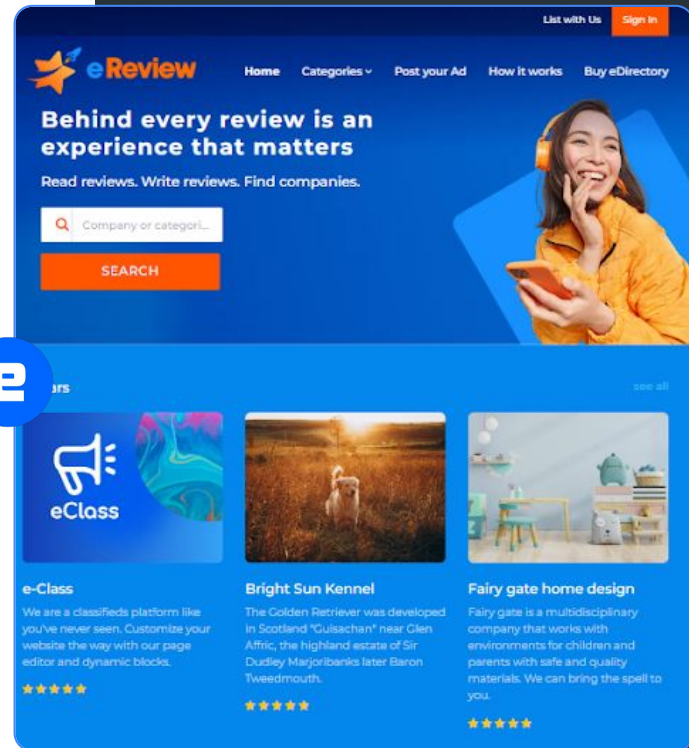 List with Us
Sign In
eReview
Home
Categories
Post your Ad
How it works
Buy eDirectory
Behind every review is an
experience that matters
Read reviews. Write reviews. Find companies.
Company or categori...
SEARCH
e
see all
eClass
e-Class
We are a classifieds platform like
you've never seen. Customize your
website the way with our page
editor and dynamic blocks.
Bright Sun Kennel
The Golden Retriever was developed
in Scotland "Guisachan" near Glen
Affric, the highland estate of Sir
Dudley Marjoribanks later Baron
Tweedmouth.
Fairy gate home design
Fairy gate is a multidisciplinary
company that works with
environments for children and
parents with safe and quality
materials. We can bring the spell to
you.